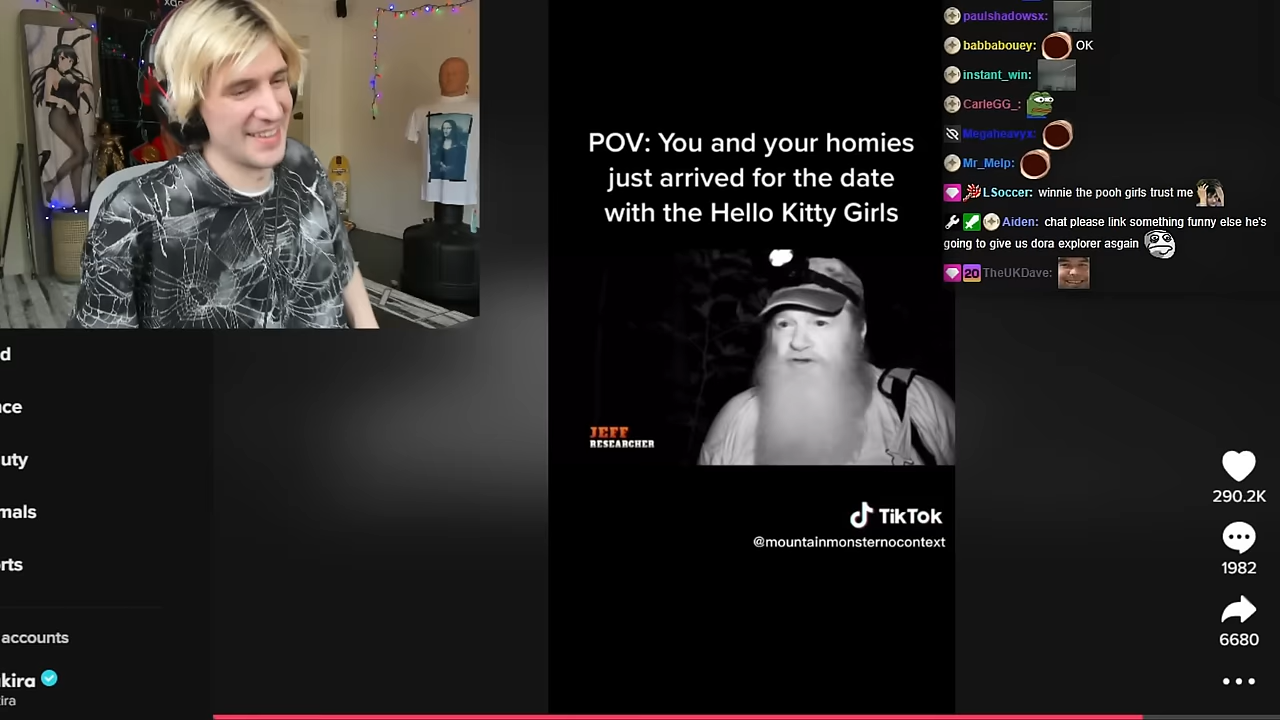 POV: You and your homies
just arrived for the date
with the Hello Kitty Girls
JEFF
RESEARCHER
TikTok
@mountainmonsternocontext
paulshadowsx:
babbabouey: OK
instant_win:
CarleGG_:
Megaheavyx:
Mr_Melp:
LSoccer: winnie the pooh girls trust me
Aiden: chat please link something funny else he's
going to give us dora explorer asgain
20 TheUKDave:
290.2K
1982
6680
d
nce
uty
mals
rts
accounts
kira
ira